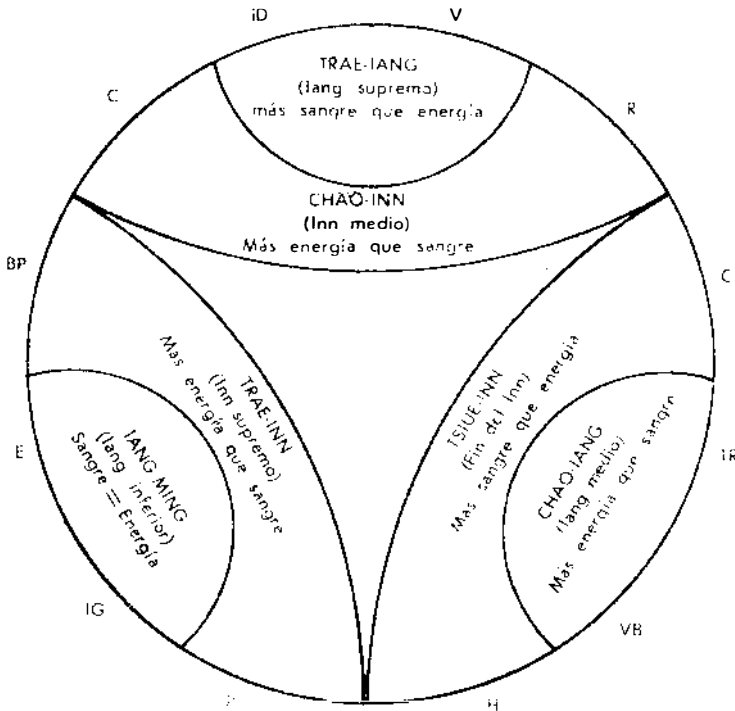 iD
V
C
TRAE-IANG
(Iang supremo)
más sangre que energía
R
CHAO-INN
(Inn medio)
Más energía que sangre
BP
C
TRAE-INN
(Inn supremo)
Mas energía que sangre
TSIUE-INN
(Fin del Inn)
Mas sangre que energía
E
IANG MING
(Iang inferior)
Sangre = Energía
CHAO-IANG
(Iang medio)
Más energía que sangre
TR
IG
VB
H